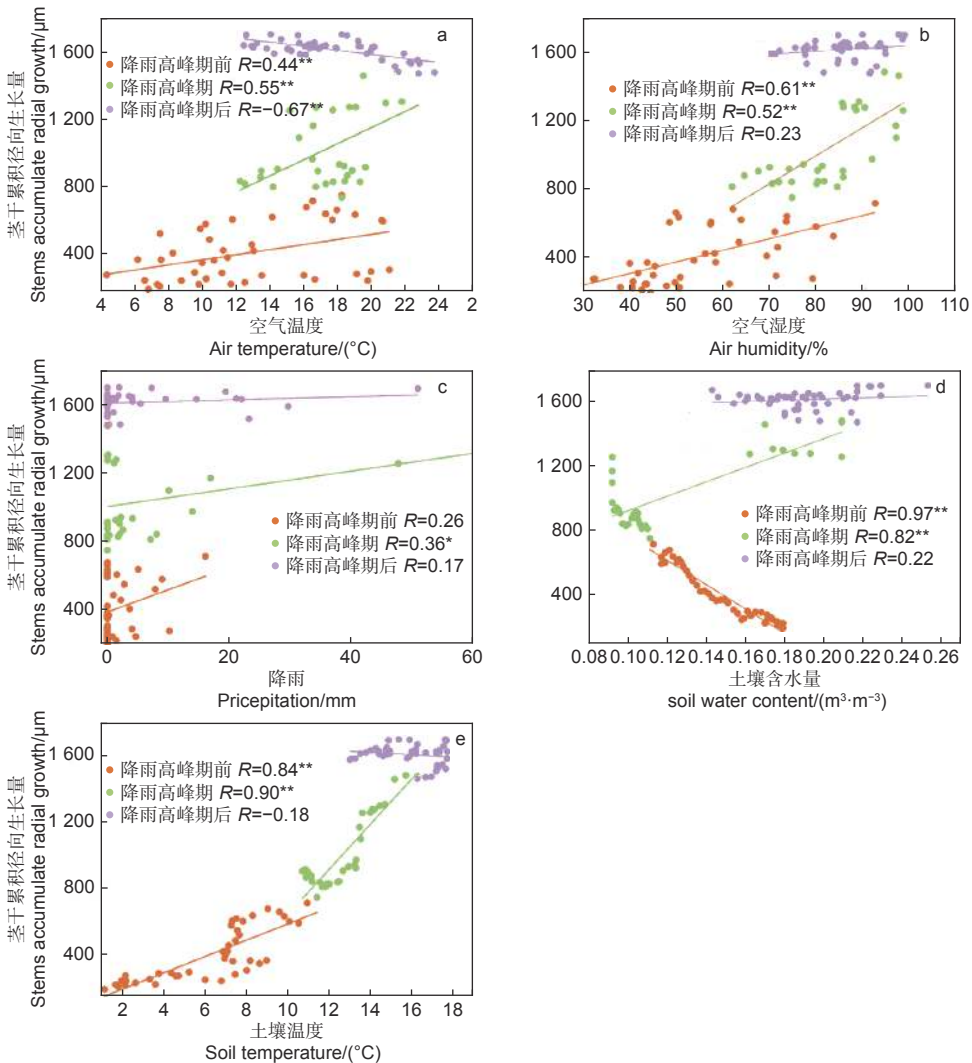 茎干累积径向生长量
Stems accumulate radial growth/μm
1 600
1 200
800
400
a
降雨高峰期前 R=0.44**
降雨高峰期 R=0.55**
降雨高峰期后 R=−0.67**
4 6 8 10 12 14 16 18 20 22 24 2
空气温度
Air temperature/(°C)
1 600
1 200
800
400
b
降雨高峰期前 R=0.61**
降雨高峰期 R=0.52**
降雨高峰期后 R=0.23
30 40 50 60 70 80 90 100 110
空气湿度
Air humidity/%
茎干累积径向生长量
Stems accumulate radial growth/μm
1 600
1200
800
400
c
降雨高峰期前 R=0.26
降雨高峰期 R=0.36*
降雨高峰期后 R=0.17
0 20 40 60
降雨
Pricepitation/mm
1 600
1200
800
400
d
降雨高峰期前 R=0.97**
降雨高峰期 R=0.82**
降雨高峰期后 R=0.22
0.08 0.10 0.12 0.14 0.16 0.18 0.20 0.22 0.24 0.26
土壤含水量
soil water content/(m³·m⁻³)
茎干累积径向生长量
Stems accumulate radial growth/μm
1 600
1 200
800
400
e
降雨高峰期前 R=0.84**
降雨高峰期 R=0.90**
降雨高峰期后 R=−0.18
2 4 6 8 10 12 14 16 18
土壤温度
Soil temperature/(°C)